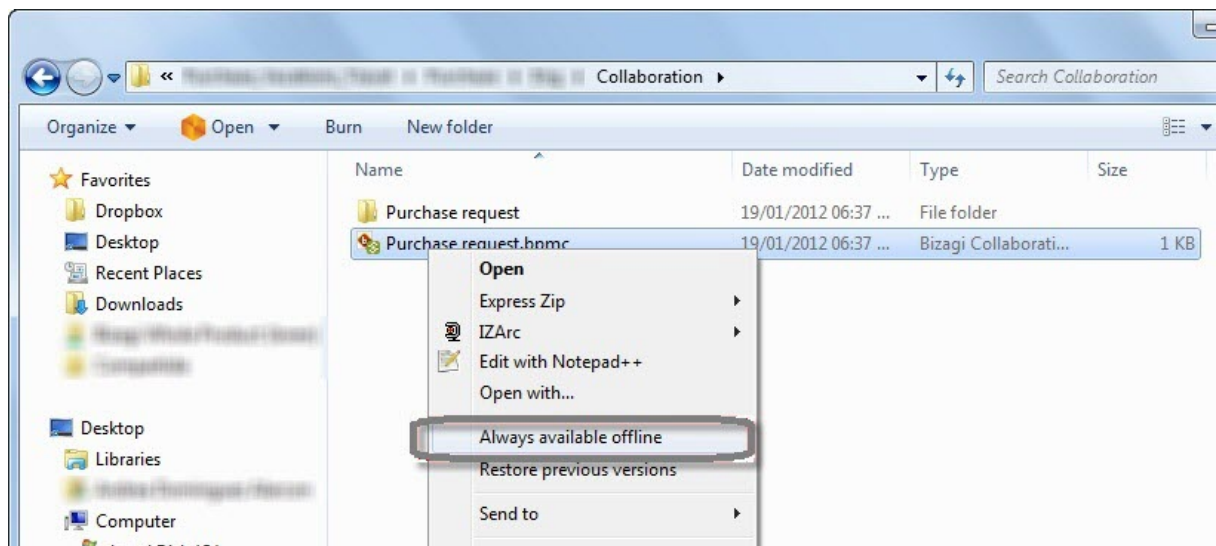 « Collaboration Search Collaboration
Organize Open Burn New folder
Name Date modified Type Size
Favorites
Dropbox
Desktop
Recent Places
Downloads
Purchase request 19/01/2012 06:37 ... File folder
Purchase request.bpmc 19/01/2012 06:37 ... Bizagi Collaborati... 1 KB
Open
Express Zip
IZArc
Edit with Notepad++
Open with...
Always available offline
Restore previous versions
Send to
Desktop
Libraries
Computer